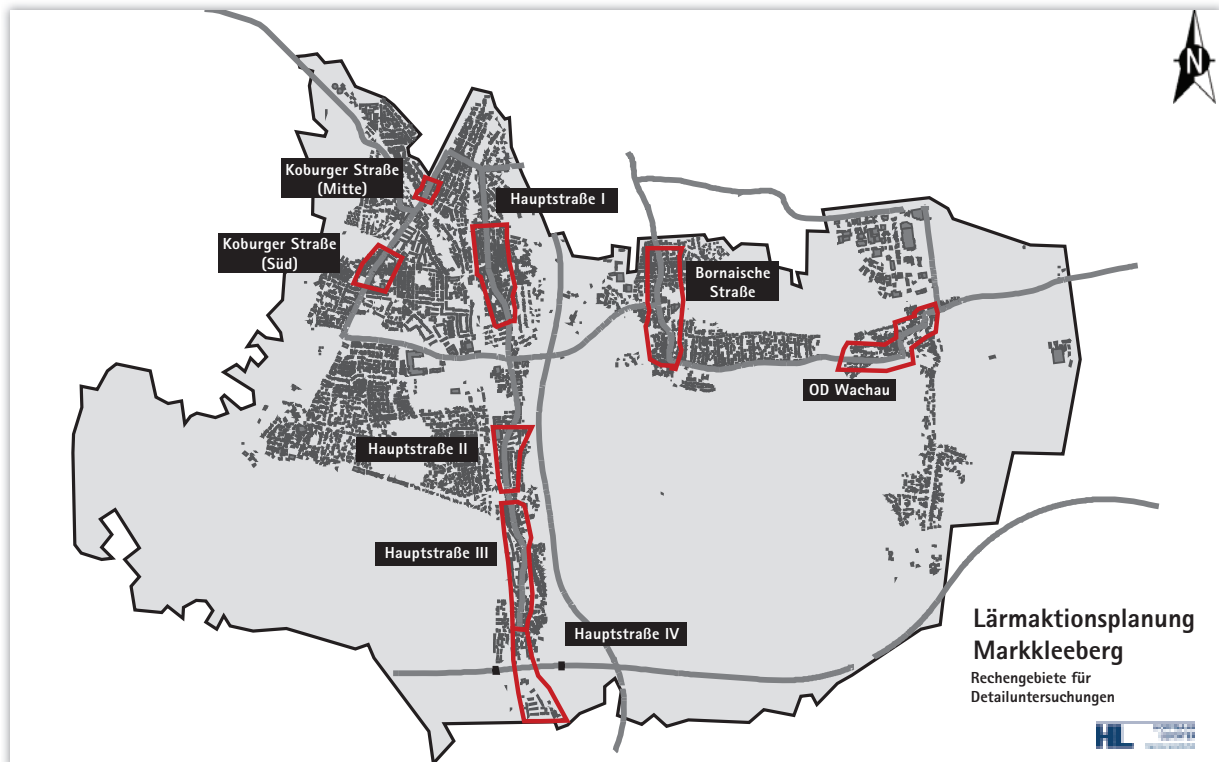 N
Koburger Straße
(Mitte)
Hauptstraße I
Koburger Straße
(Süd)
Bornaische
Straße
OD Wachau
Hauptstraße II
Hauptstraße III
Hauptstraße IV
Lärmaktionsplanung
Markkleeberg
Rechengebiete für
Detailuntersuchungen
HL